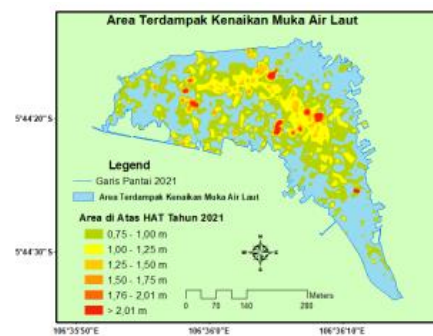 Area Terdampak Kenaikan Muka Air Laut
5°44'20" S
Legend
Garis Pantai 2021
Area Terdampak Kenaikan Muka Air Laut
Area di Atas HAT Tahun 2021
0,75 - 1,00 m
1,00 - 1,25 m
1,25 - 1,50 m
1,50 - 1,75 m
1,76 - 2,01 m
> 2,01 m
5°44'30" S
0 70 140 280
Meters
106°35'50" E 106°36'0" E 106°36'10" E